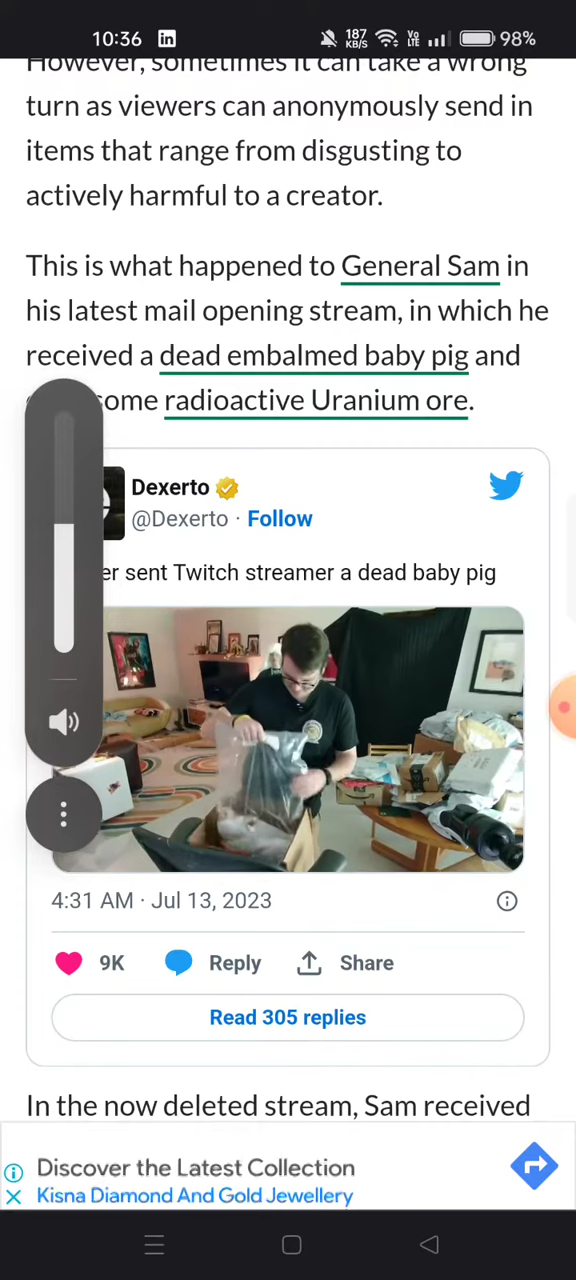 10:36 in 187 KB/S Vo LTE 98%
However, sometimes it can take a wrong
turn as viewers can anonymously send in
items that range from disgusting to
actively harmful to a creator.
This is what happened to General Sam in
his latest mail opening stream, in which he
received a dead embalmed baby pig and
some radioactive Uranium ore.
Dexerto
@Dexerto · Follow
er sent Twitch streamer a dead baby pig
4:31 AM · Jul 13, 2023
9K Reply Share
Read 305 replies
In the now deleted stream, Sam received
Discover the Latest Collection
Kisna Diamond And Gold Jewellery